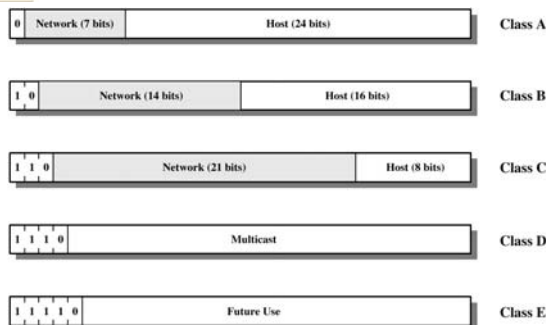 0 Network (7 bits) Host (24 bits) Class A
1 0 Network (14 bits) Host (16 bits) Class B
1 1 0 Network (21 bits) Host (8 bits) Class C
1 1 1 0 Multicast Class D
1 1 1 1 0 Future Use Class E